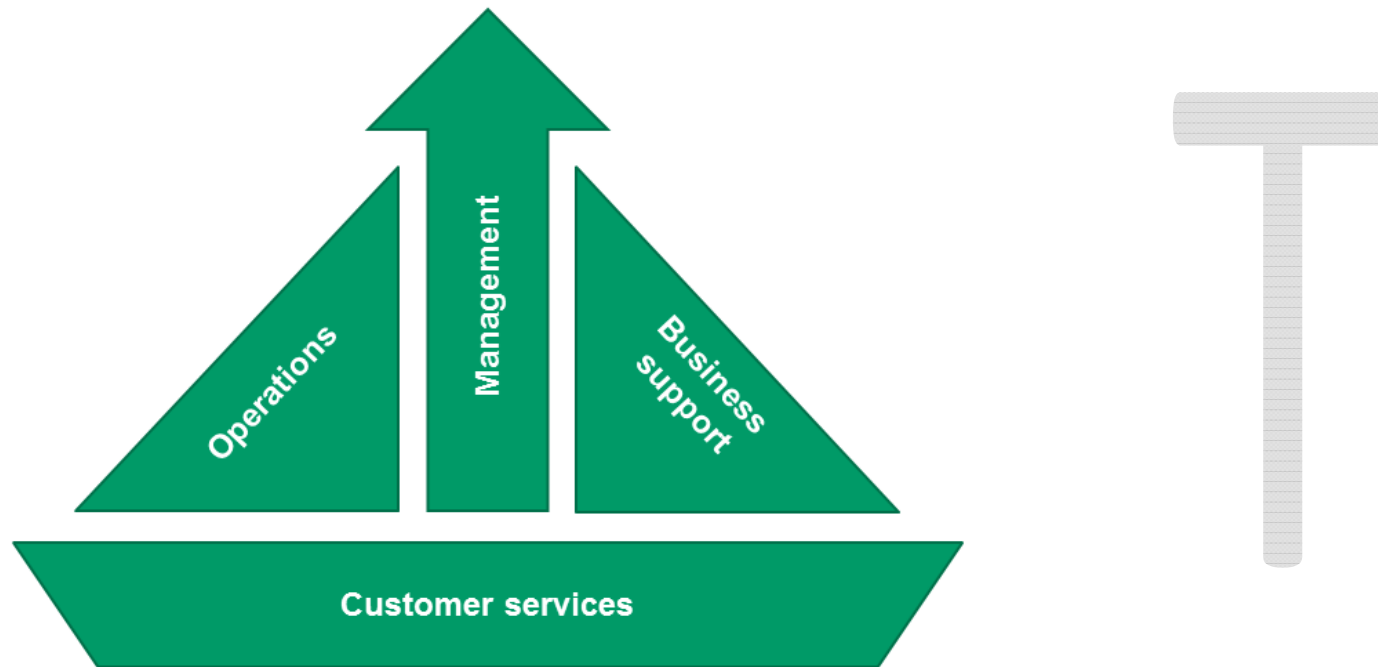 Operations
Management
Business
support
Customer services